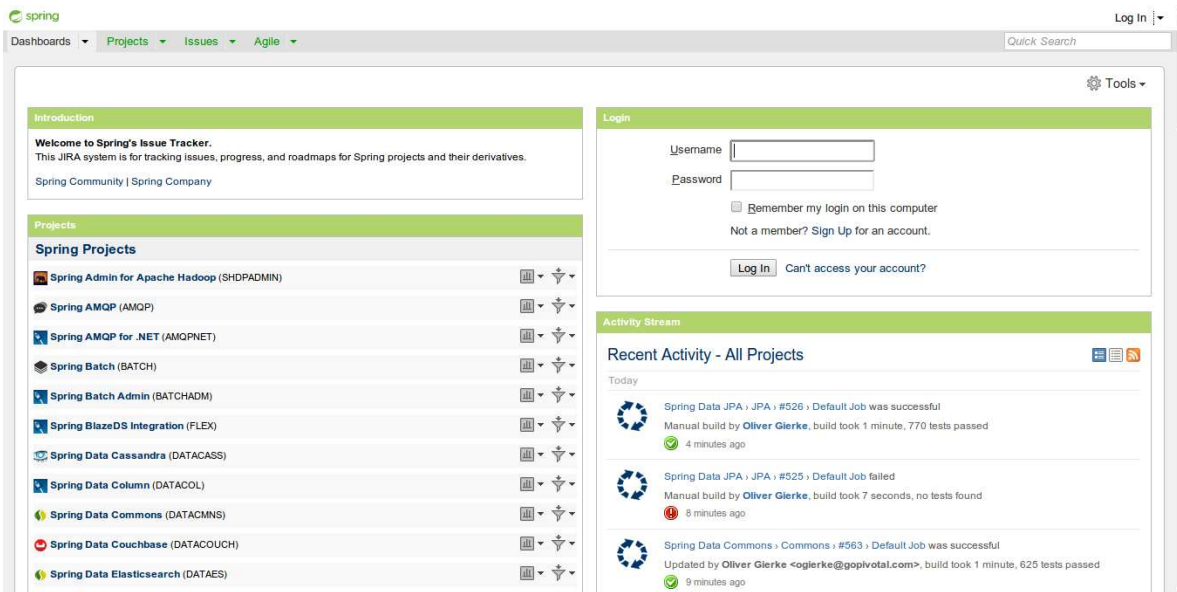 spring
Log In
Dashboards Projects Issues Agile Quick Search
Tools
Introduction
Welcome to Spring's Issue Tracker.
This JIRA system is for tracking issues, progress, and roadmaps for Spring projects and their derivatives.
Spring Community | Spring Company
Projects
Spring Projects
Spring Admin for Apache Hadoop (SHDPADMIN)
Spring AMQP (AMQP)
Spring AMQP for .NET (AMQPNET)
Spring Batch (BATCH)
Spring Batch Admin (BATCHADM)
Spring BlazeDS Integration (FLEX)
Spring Data Cassandra (DATACASS)
Spring Data Column (DATACOL)
Spring Data Commons (DATACMNS)
Spring Data Couchbase (DATACOUCH)
Spring Data Elasticsearch (DATAES)
Login
Username
Password
Remember my login on this computer
Not a member? Sign Up for an account.
Log In Can't access your account?
Activity Stream
Recent Activity - All Projects
Today
Spring Data JPA › JPA › #526 › Default Job was successful
Manual build by Oliver Gierke, build took 1 minute, 770 tests passed
4 minutes ago
Spring Data JPA › JPA › #525 › Default Job failed
Manual build by Oliver Gierke, build took 7 seconds, no tests found
8 minutes ago
Spring Data Commons › Commons › #563 › Default Job was successful
Updated by Oliver Gierke <ogierke@gopivotal.com>, build took 1 minute, 625 tests passed
9 minutes ago